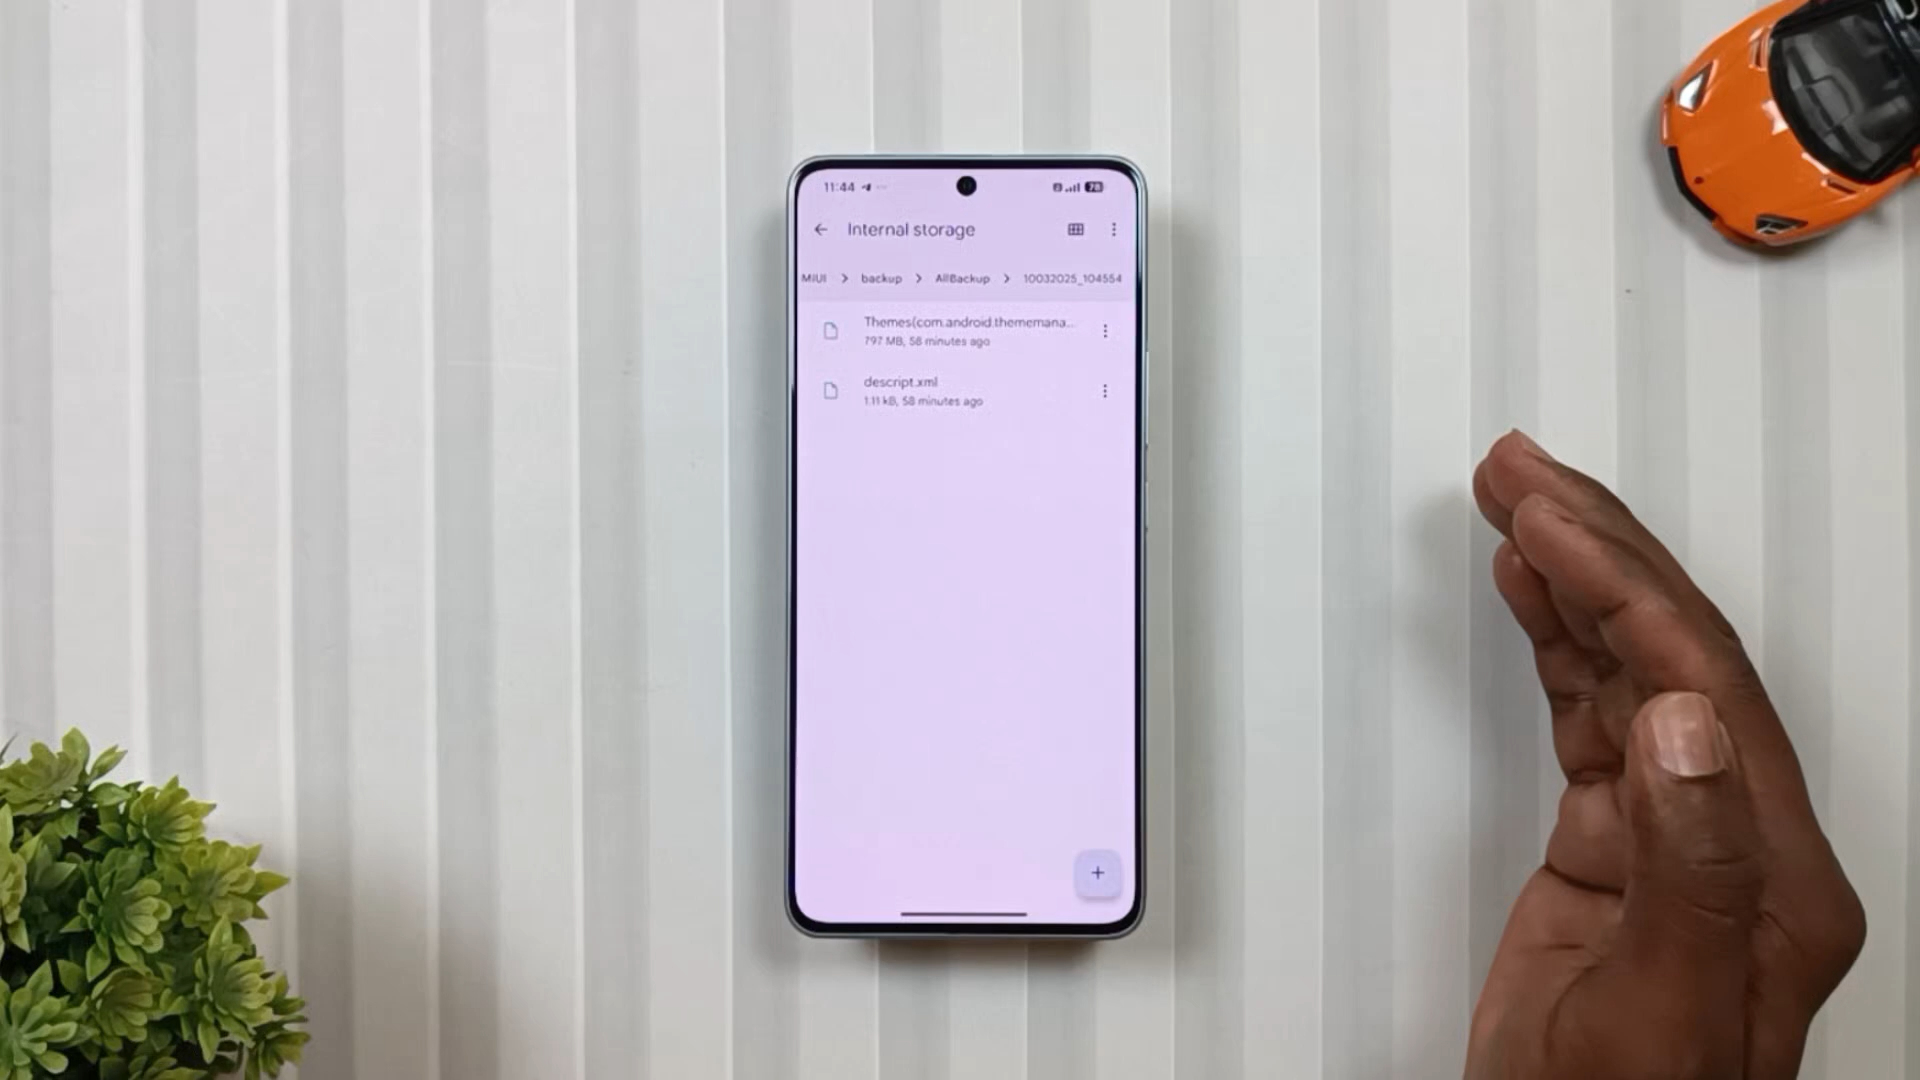 11:44 78
Internal storage
MIUI > backup > AllBackup > 10032025_104554
Themes(com.android.thememana...
797 MB, 58 minutes ago
descript.xml
1.11 kB, 58 minutes ago
+